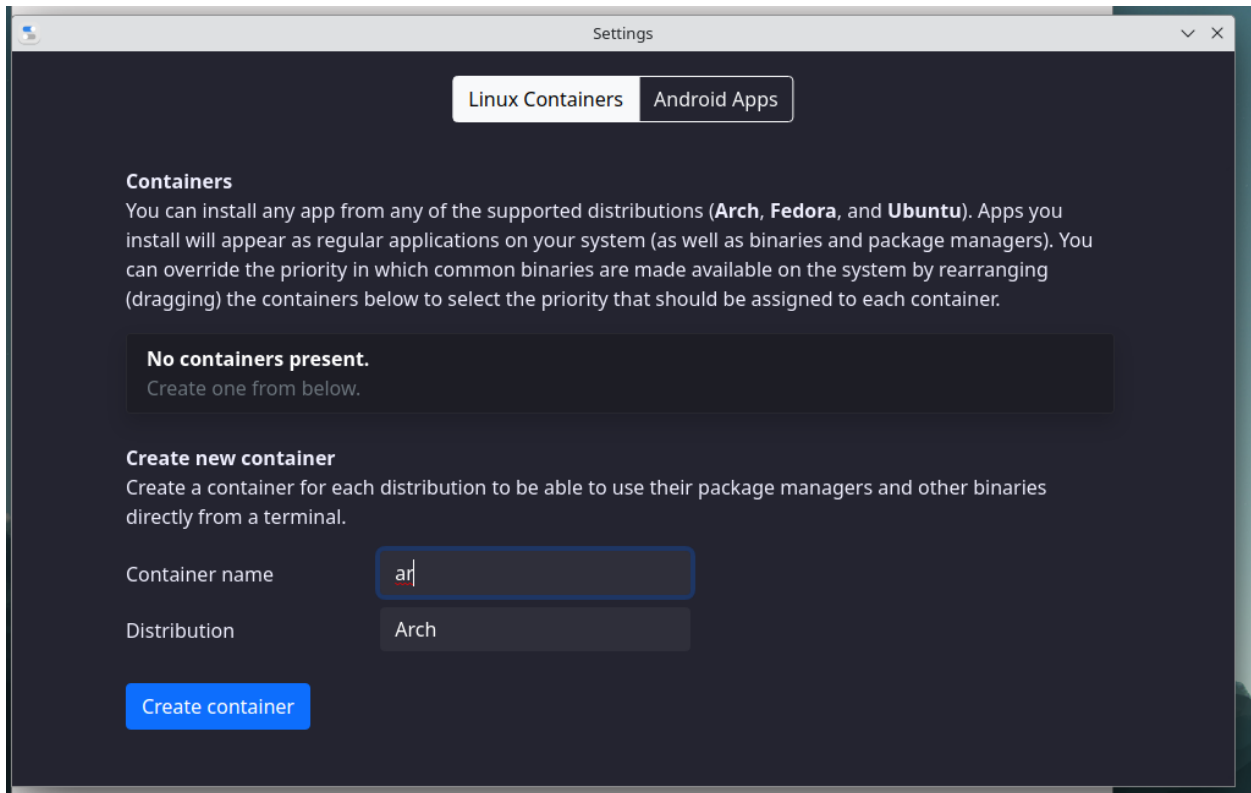 Settings
Linux Containers
Android Apps
Containers
You can install any app from any of the supported distributions (Arch, Fedora, and Ubuntu). Apps you
install will appear as regular applications on your system (as well as binaries and package managers). You
can override the priority in which common binaries are made available on the system by rearranging
(dragging) the containers below to select the priority that should be assigned to each container.
No containers present.
Create one from below.
Create new container
Create a container for each distribution to be able to use their package managers and other binaries
directly from a terminal.
Container name
ar
Distribution
Arch
Create container